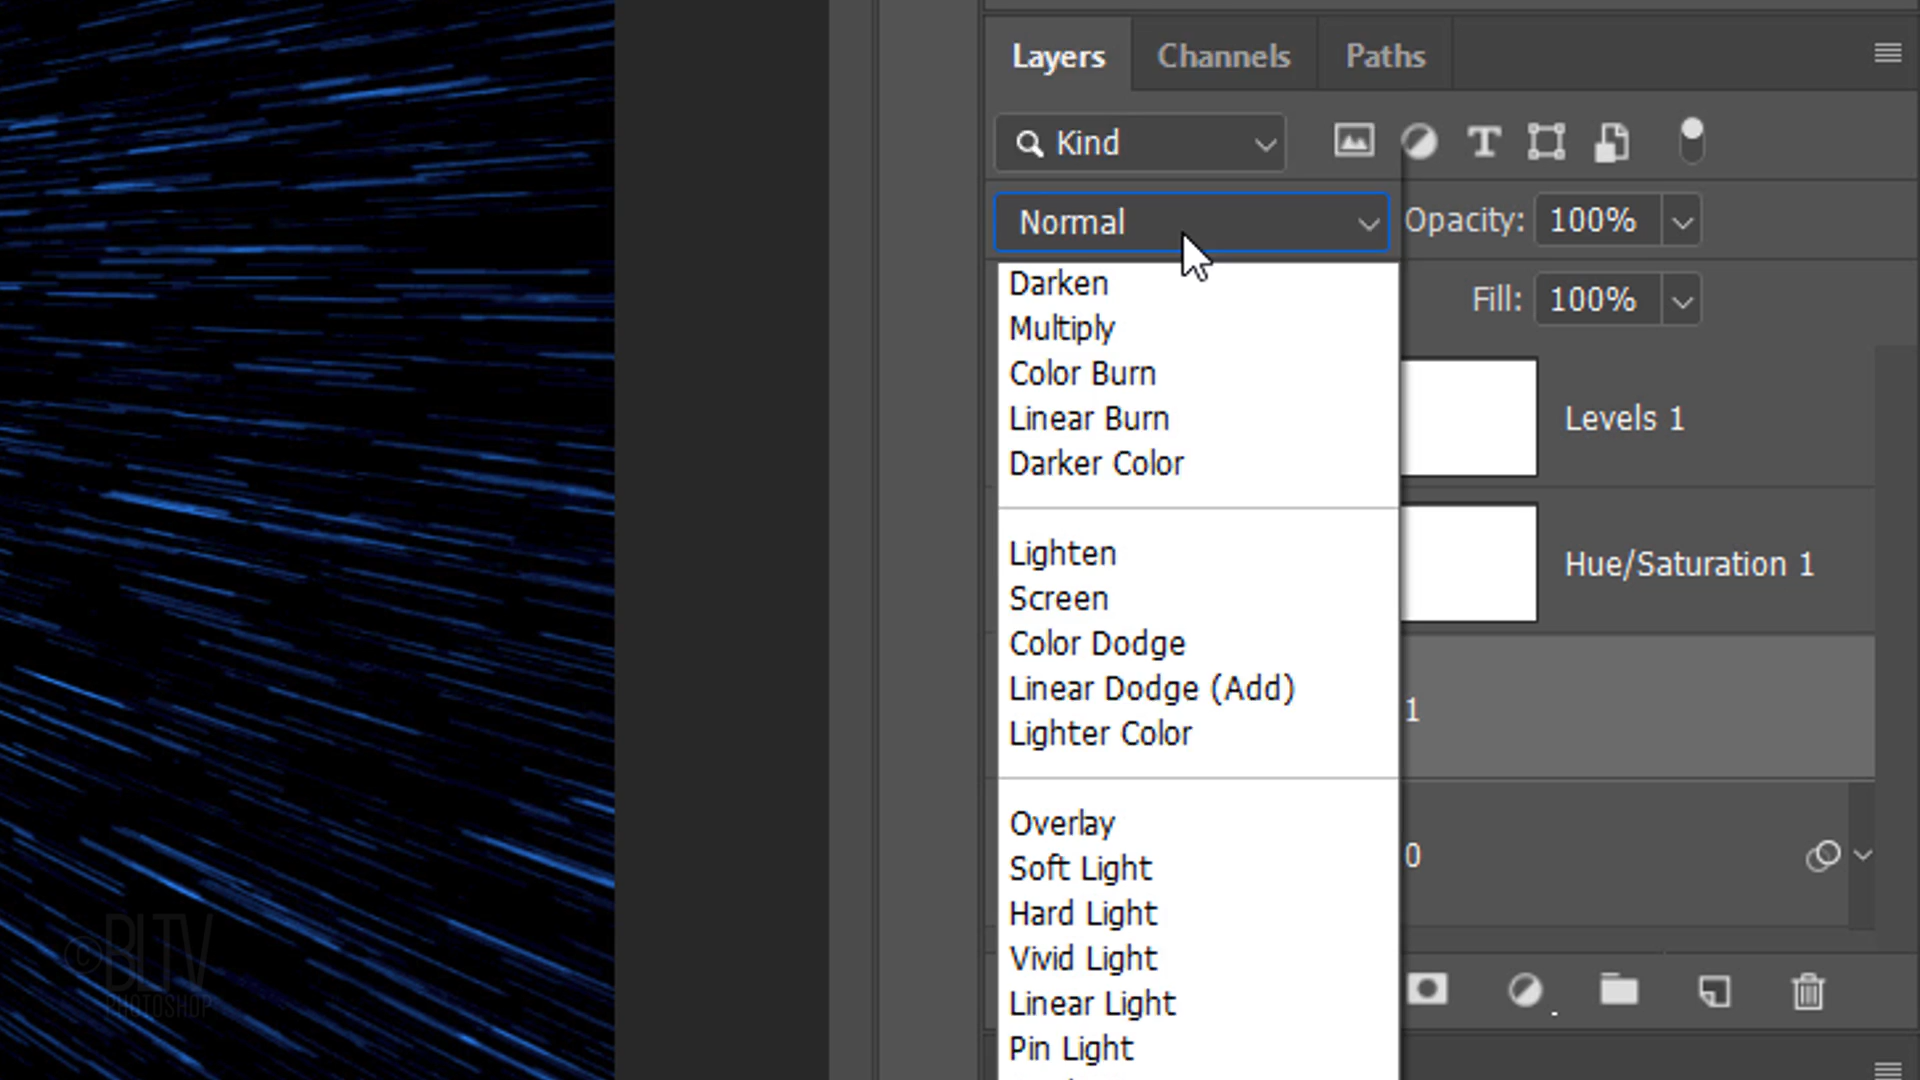 Layers Channels Paths
Kind
Normal Opacity: 100%
Fill: 100%
Darken
Multiply
Color Burn
Linear Burn
Darker Color
Lighten
Screen
Color Dodge
Linear Dodge (Add)
Lighter Color
Overlay
Soft Light
Hard Light
Vivid Light
Linear Light
Pin Light
Levels 1
Hue/Saturation 1
1
0
©BLTV
PHOTOSHOP